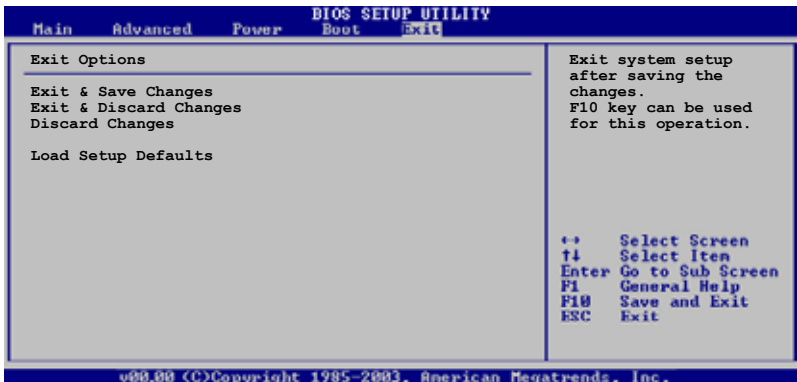 BIOS SETUP UTILITY
Main Advanced Power Boot Exit
Exit Options
Exit & Save Changes
Exit & Discard Changes
Discard Changes
Load Setup Defaults
Exit system setup
after saving the
changes.
F10 key can be used
for this operation.
↔ Select Screen
↑↓ Select Item
Enter Go to Sub Screen
F1 General Help
F10 Save and Exit
ESC Exit
v00.00 (C)Copyright 1985-2003, American Megatrends, Inc.